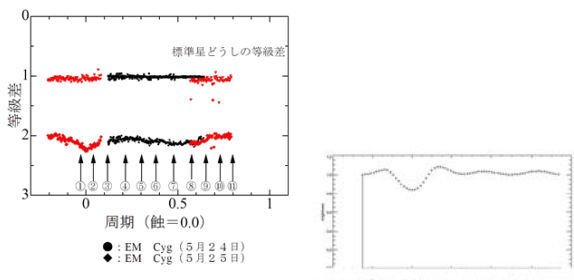 0
標準星どうしの等級差
1
等級差
2
①②③④⑤⑥⑦⑧⑨⑩⑪
3
0 0.5 1
周期（蝕＝0.0）
●：EM Cyg（5月24日）
◆：EM Cyg（5月25日）